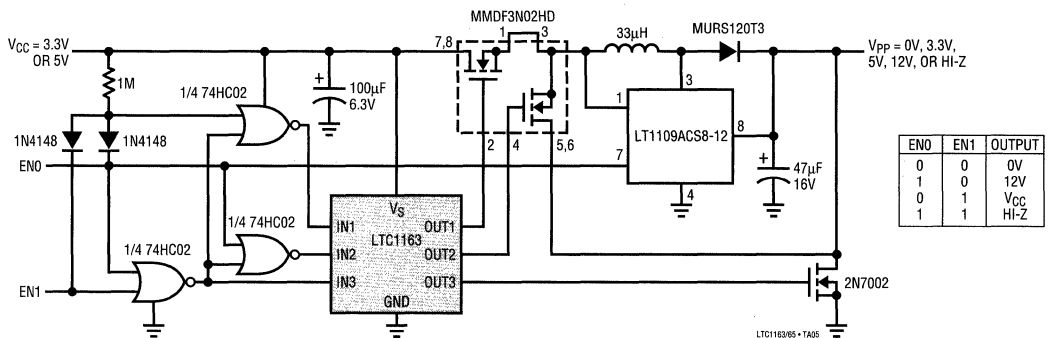 MMDF3N02HD
VCC = 3.3V
OR 5V
7,8
1
3
33µH
MURS120T3
VPP = 0V, 3.3V,
5V, 12V, OR HI-Z
1M
1/4 74HC02
+
100µF
6.3V
1N4148
1N4148
2
4
5,6
1
3
LT1109ACS8-12
8
7
4
+
47µF
16V
EN0
EN0 EN1 OUTPUT
0 0 0V
1 0 12V
0 1 VCC
1 1 HI-Z
1/4 74HC02
1/4 74HC02
VS
LTC1163
IN1
OUT1
IN2
OUT2
IN3
OUT3
GND
EN1
2N7002
LTC1163/65 • TA05